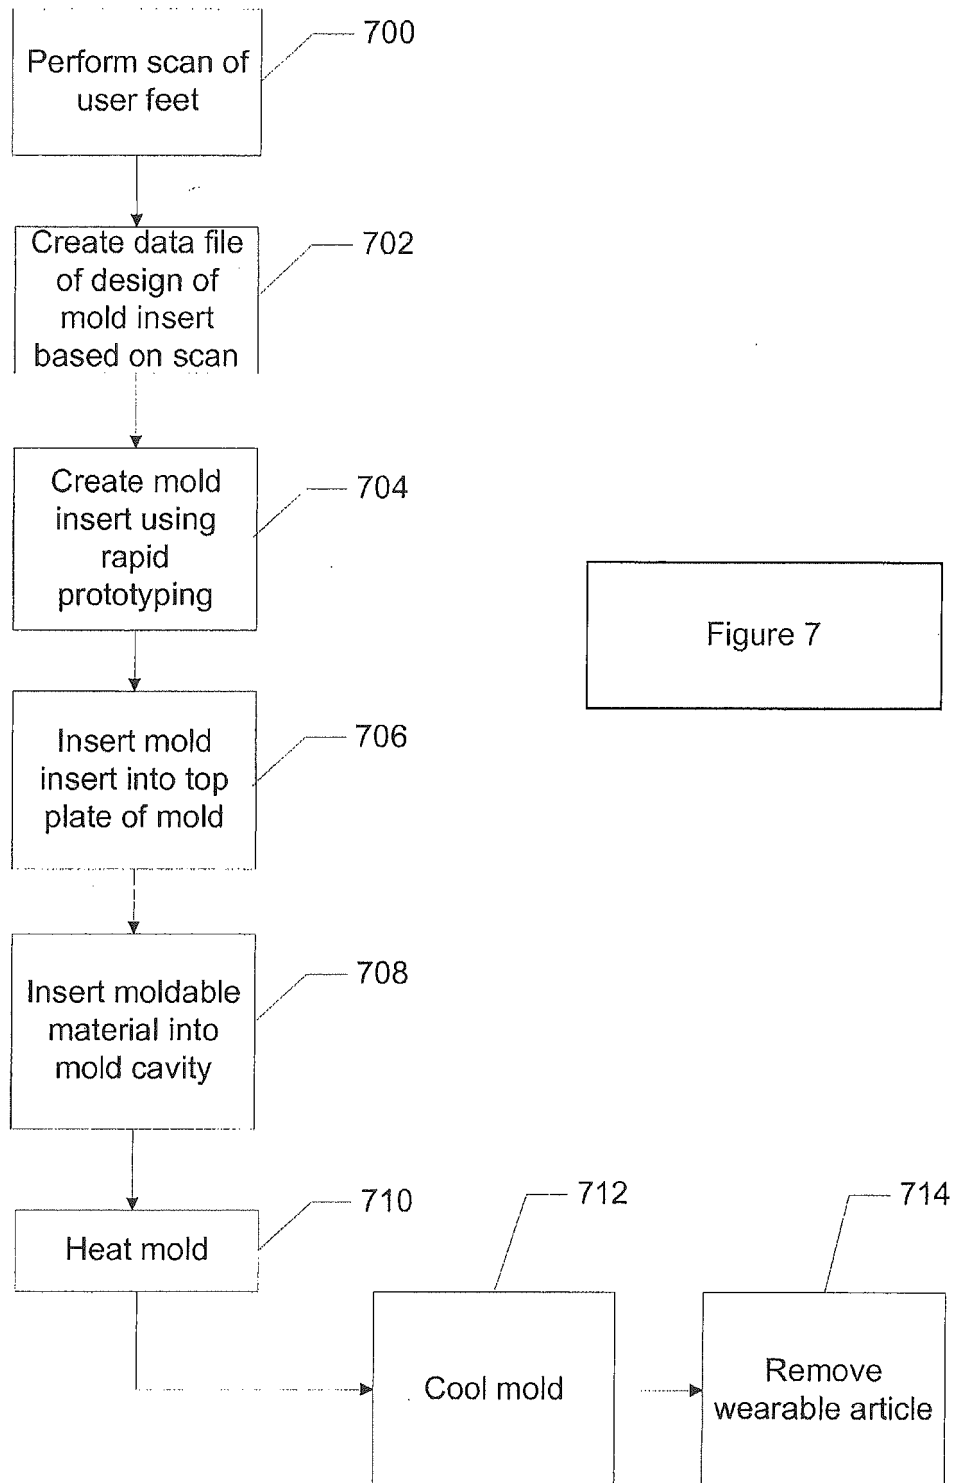 700
Perform scan of
user feet
702
Create data file
of design of
mold insert
based on scan
704
Create mold
insert using
rapid
prototyping
Figure 7
706
Insert mold
insert into top
plate of mold
708
Insert moldable
material into
mold cavity
710
Heat mold
712
Cool mold
714
Remove
wearable article